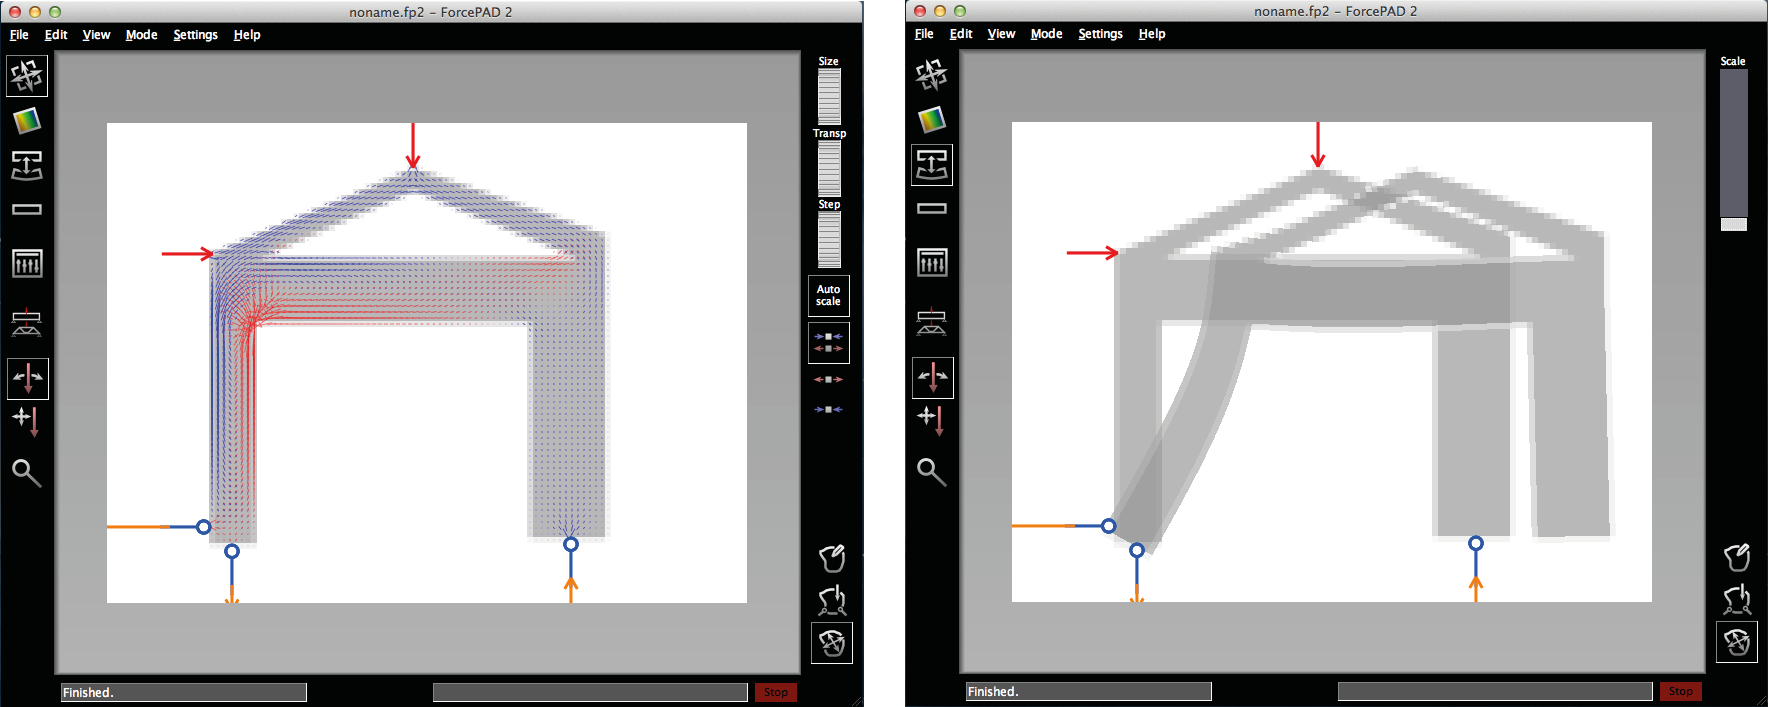 noname.fp2 - ForcePAD 2
File Edit View Mode Settings Help
Size
Transp
Step
Auto
scale
Finished.
Stop
noname.fp2 - ForcePAD 2
File Edit View Mode Settings Help
Scale
Finished.
Stop